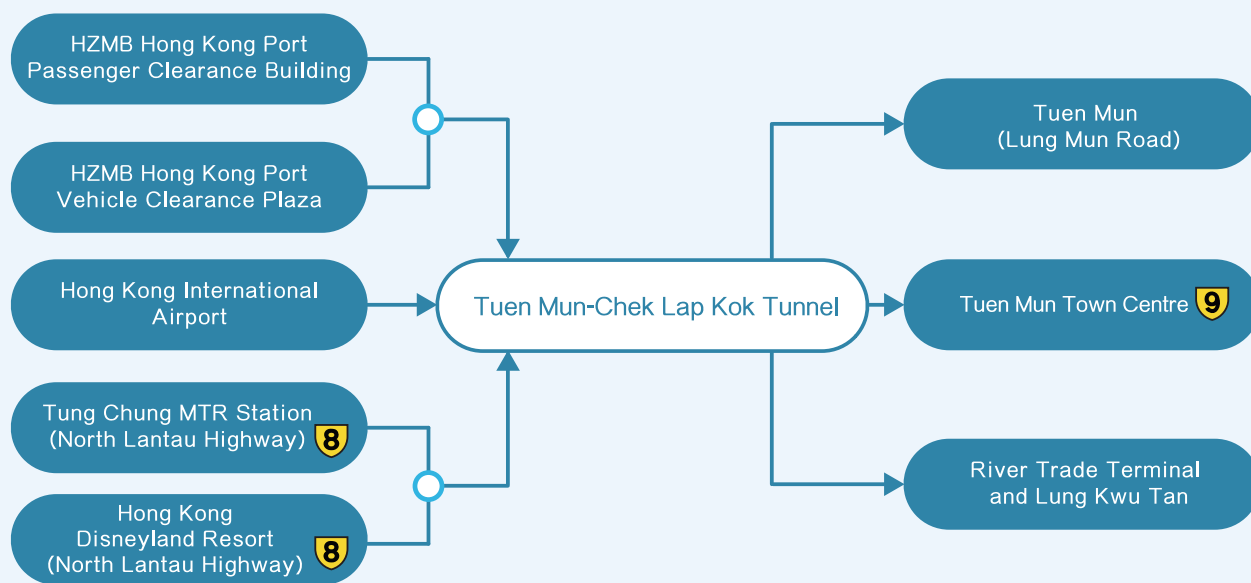 HZMB Hong Kong Port
Passenger Clearance Building
HZMB Hong Kong Port
Vehicle Clearance Plaza
Hong Kong International
Airport
Tung Chung MTR Station
(North Lantau Highway) 8
Hong Kong
Disneyland Resort
(North Lantau Highway) 8
Tuen Mun-Chek Lap Kok Tunnel
Tuen Mun
(Lung Mun Road)
Tuen Mun Town Centre 9
River Trade Terminal
and Lung Kwu Tan